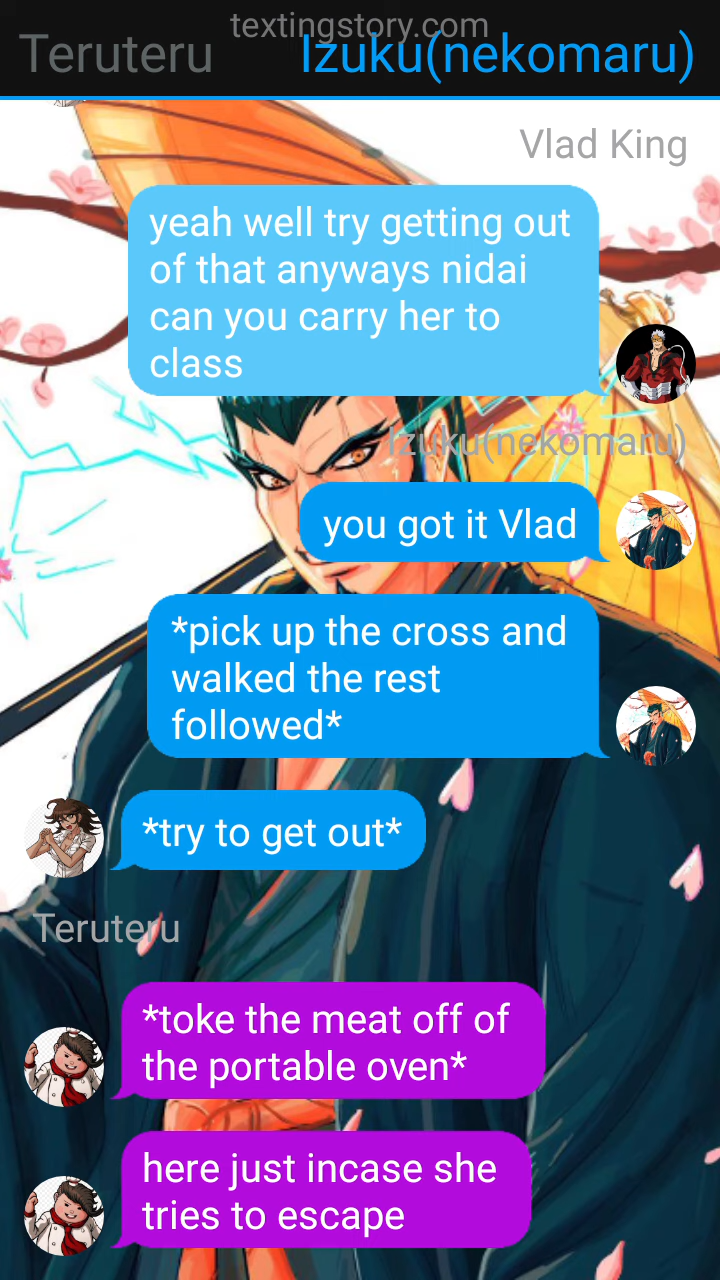 textingstory.com
Teruteru Izuku(nekomaru)
Vlad King
yeah well try getting out
of that anyways nidai
can you carry her to
class
Izuku(nekomaru)
you got it Vlad
*pick up the cross and
walked the rest
followed*
*try to get out*
Teruteru
*toke the meat off of
the portable oven*
here just incase she
tries to escape